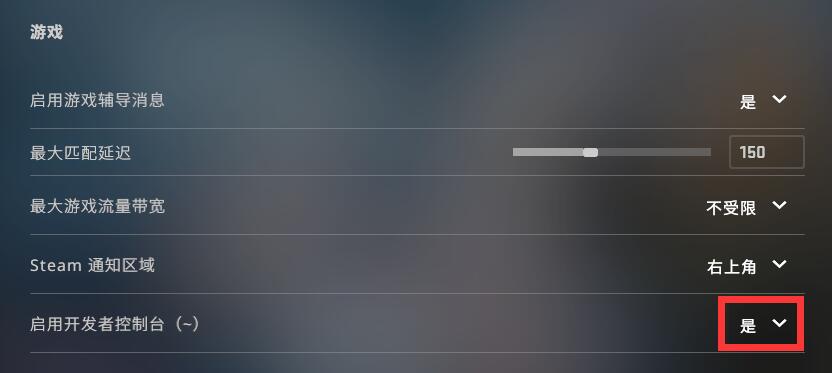 游戏
启用游戏辅导消息 是
最大匹配延迟 150
最大游戏流量带宽 不受限
Steam 通知区域 右上角
启用开发者控制台（~） 是